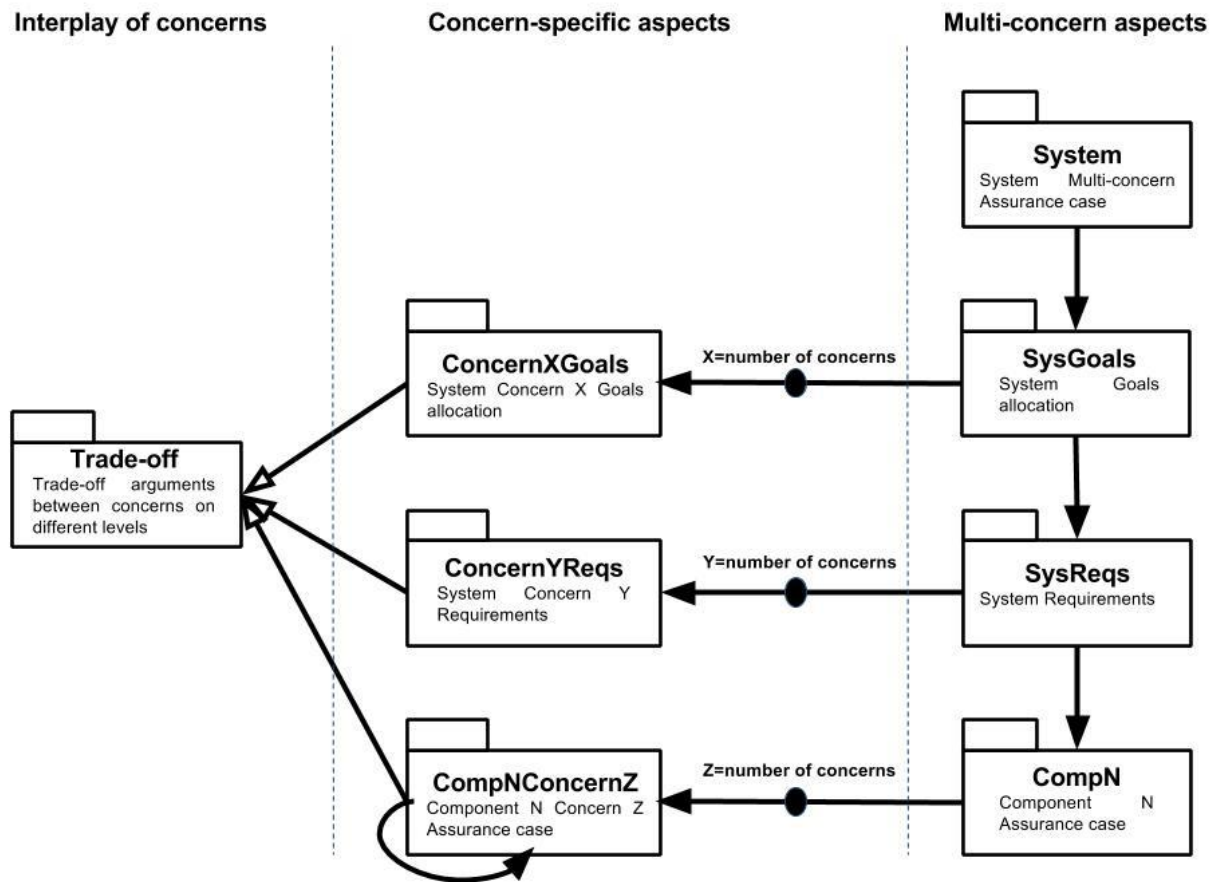 Interplay of concerns
Concern-specific aspects
Multi-concern aspects
System
System Multi-concern
Assurance case
ConcernXGoals
System Concern X Goals
allocation
X=number of concerns
SysGoals
System Goals
allocation
Trade-off
Trade-off arguments
between concerns on
different levels
ConcernYReqs
System Concern Y
Requirements
Y=number of concerns
SysReqs
System Requirements
CompNConcernZ
Component N Concern Z
Assurance case
Z=number of concerns
CompN
Component N
Assurance case